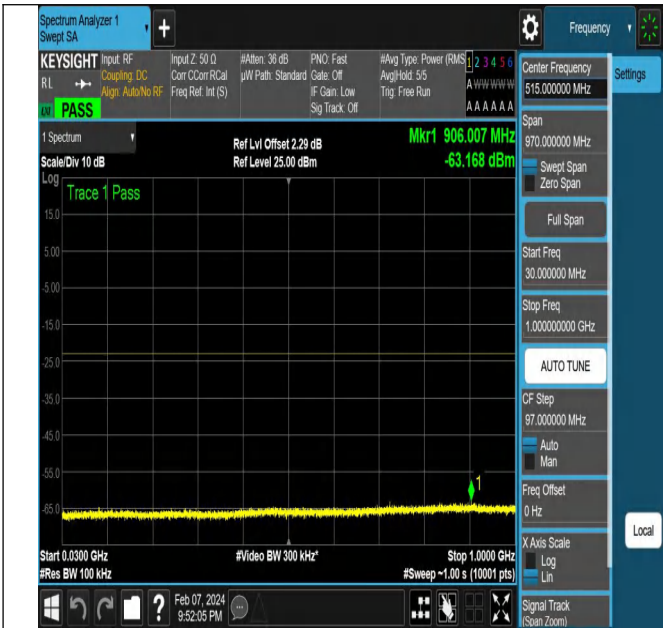 Spectrum Analyzer 1
Swept SA
+
Frequency
KEYSIGHT
RL
PASS
Input: RF
Coupling: DC
Align: Auto/No RF
Input Z: 50 Ω
Corr CCorr RCal
Freq Ref: Int (S)
#Atten: 36 dB
µW Path: Standard
PNO: Fast
Gate: Off
IF Gain: Low
Sig Track: Off
#Avg Type: Power (RMS
Avg|Hold: 5/5
Trig: Free Run
1 2 3 4 5 6
A W W W W W
A A A A A A
Center Frequency
515.000000 MHz
Settings
1 Spectrum
Scale/Div 10 dB
Ref Lvl Offset 2.29 dB
Ref Level 25.00 dBm
Mkr1 906.007 MHz
-63.168 dBm
Log
Trace 1 Pass
15.0
5.00
-5.00
-15.0
-25.0
-35.0
-45.0
-55.0
-65.0
1
Start 0.0300 GHz
#Res BW 100 kHz
#Video BW 300 kHz*
Stop 1.0000 GHz
#Sweep ~1.00 s (10001 pts)
Span
970.000000 MHz
Swept Span
Zero Span
Full Span
Start Freq
30.000000 MHz
Stop Freq
1.000000000 GHz
AUTO TUNE
CF Step
97.000000 MHz
Auto
Man
Freq Offset
0 Hz
X Axis Scale
Log
Lin
Signal Track
(Span Zoom)
Local
?
Feb 07, 2024
9:52:05 PM